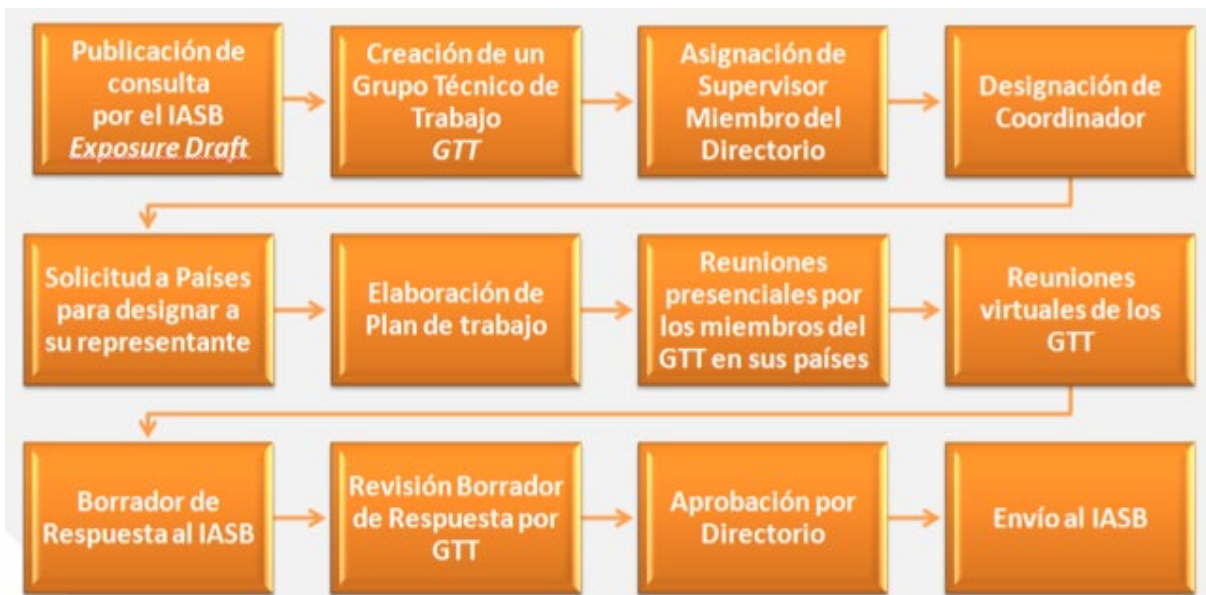 Publicación de
consulta
por el IASB
Exposure Draft
Creación de un
Grupo Técnico de
Trabajo
GTT
Asignación de
Supervisor
Miembro del
Directorio
Designación de
Coordinador
Solicitud a Países
para designar a
su representante
Elaboración de
Plan de trabajo
Reuniones
presenciales por
los miembros del
GTT en sus países
Reuniones
virtuales de los
GTT
Borrador de
Respuesta al IASB
Revisión Borrador
de Respuesta por
GTT
Aprobación por
Directorio
Envío al IASB